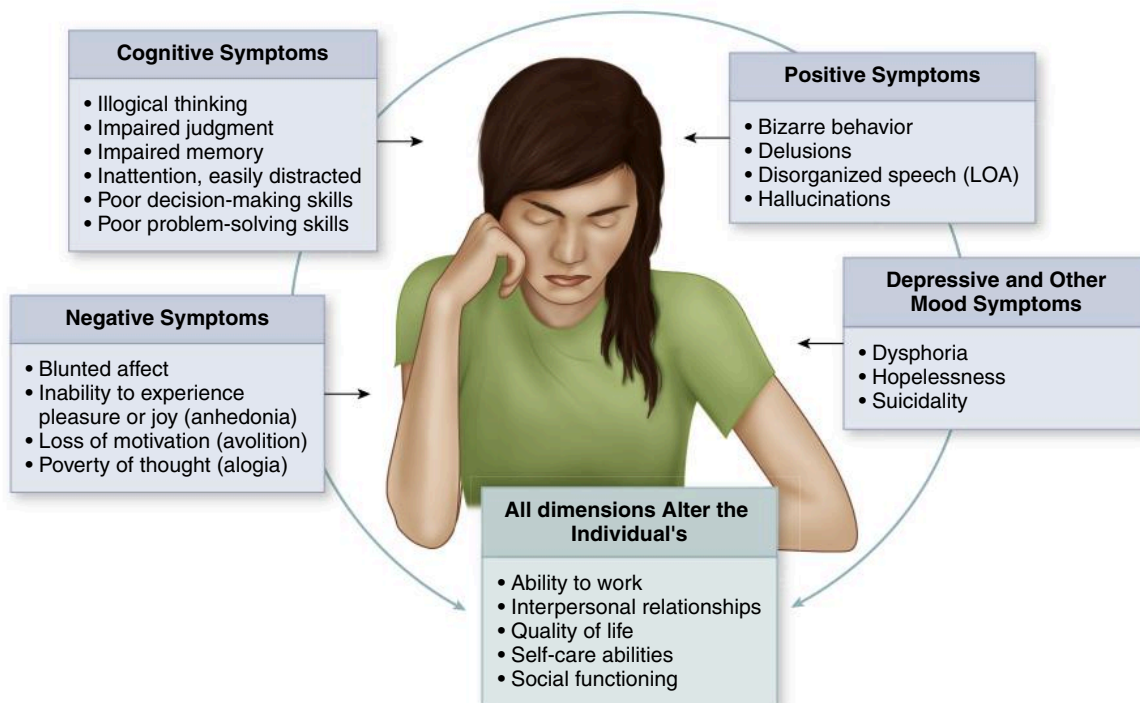 Cognitive Symptoms
• Illogical thinking
• Impaired judgment
• Impaired memory
• Inattention, easily distracted
• Poor decision-making skills
• Poor problem-solving skills
Positive Symptoms
• Bizarre behavior
• Delusions
• Disorganized speech (LOA)
• Hallucinations
Negative Symptoms
• Blunted affect
• Inability to experience
pleasure or joy (anhedonia)
• Loss of motivation (avolition)
• Poverty of thought (alogia)
Depressive and Other
Mood Symptoms
• Dysphoria
• Hopelessness
• Suicidality
All dimensions Alter the
Individual's
• Ability to work
• Interpersonal relationships
• Quality of life
• Self-care abilities
• Social functioning